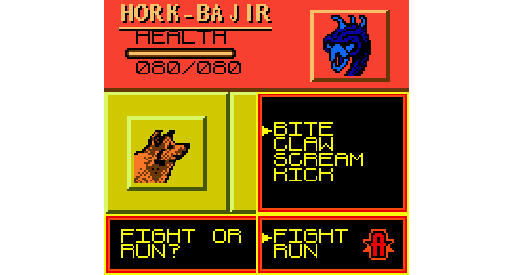 HORK-BAJIR
HEALTH
080/080
BITE
CLAW
SCREAM
KICK
FIGHT OR
RUN?
FIGHT
RUN
A